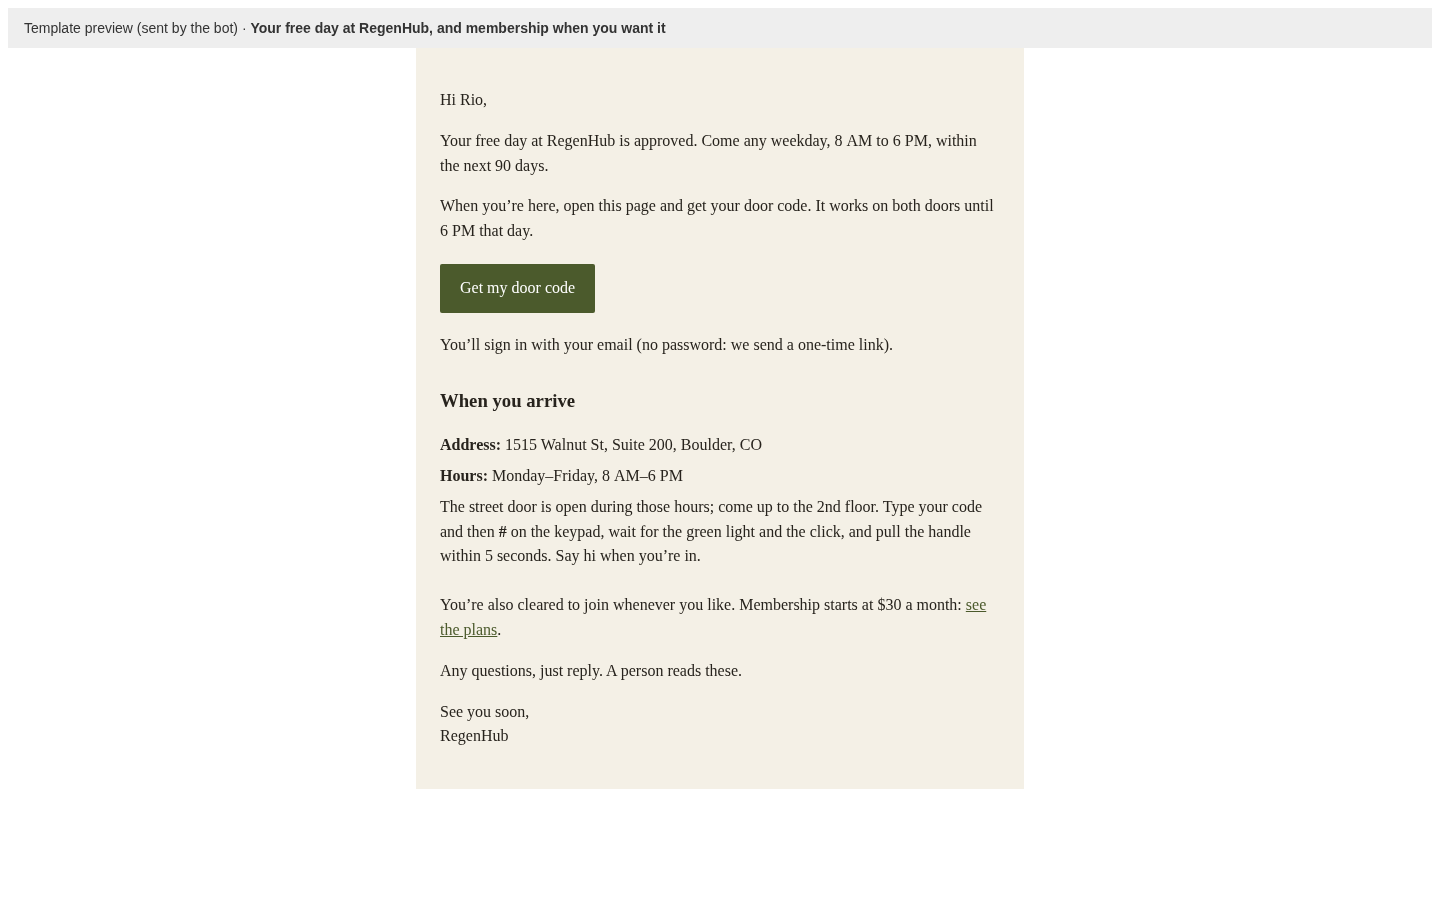 Template preview (sent by the bot) · Your free day at RegenHub, and membership when you want it
Hi Rio,
Your free day at RegenHub is approved. Come any weekday, 8 AM to 6 PM, within
the next 90 days.
When you’re here, open this page and get your door code. It works on both doors until
6 PM that day.
Get my door code
You’ll sign in with your email (no password: we send a one-time link).
When you arrive
Address: 1515 Walnut St, Suite 200, Boulder, CO
Hours: Monday–Friday, 8 AM–6 PM
The street door is open during those hours; come up to the 2nd floor. Type your code
and then # on the keypad, wait for the green light and the click, and pull the handle
within 5 seconds. Say hi when you’re in.
You’re also cleared to join whenever you like. Membership starts at $30 a month: see
the plans.
Any questions, just reply. A person reads these.
See you soon,
RegenHub